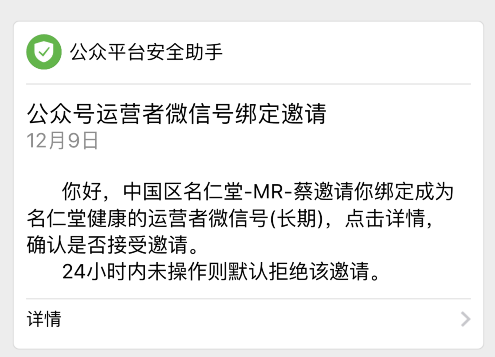 公众平台安全助手
公众号运营者微信号绑定邀请
12月9日
你好，中国区名仁堂-MR-蔡邀请你绑定成为
名仁堂健康的运营者微信号(长期)，点击详情，
确认是否接受邀请。
24小时内未操作则默认拒绝该邀请。
详情